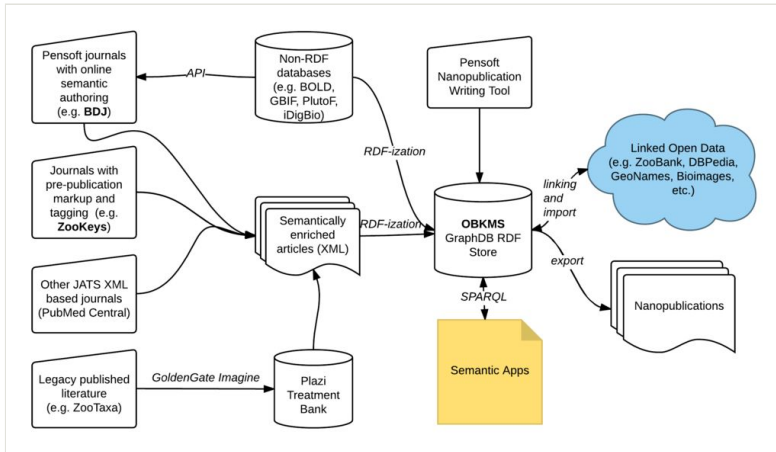 Pensoft journals
with online
semantic
authoring
(e.g. BDJ)
API
Non-RDF
databases
(e.g. BOLD,
GBIF, PlutoF,
iDigBio)
Pensoft
Nanopublication
Writing Tool
RDF-ization
Linked Open Data
(e.g. ZooBank, DBPedia,
GeoNames, Bioimages,
etc.)
Journals with
pre-publication
markup and
tagging (e.g.
ZooKeys)
Semantically
enriched
articles (XML)
RDF-ization
OBKMS
GraphDB RDF
Store
linking
and
import
export
Other JATS XML
based journals
(PubMed Central)
SPARQL
Nanopublications
Legacy published
literature
(e.g. ZooTaxa)
GoldenGate Imagine
Plazi
Treatment
Bank
Semantic Apps